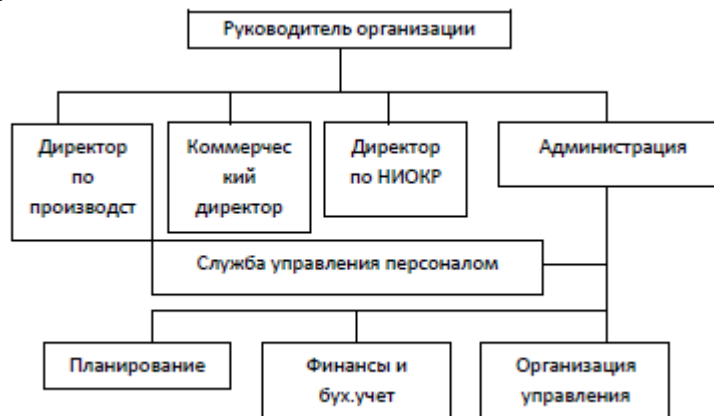 Руководитель организации
Директор
по
производст
Коммерчес
кий
директор
Директор
по НИОКР
Администрация
Служба управления персоналом
Планирование
Финансы и
бух.учет
Организация
управления